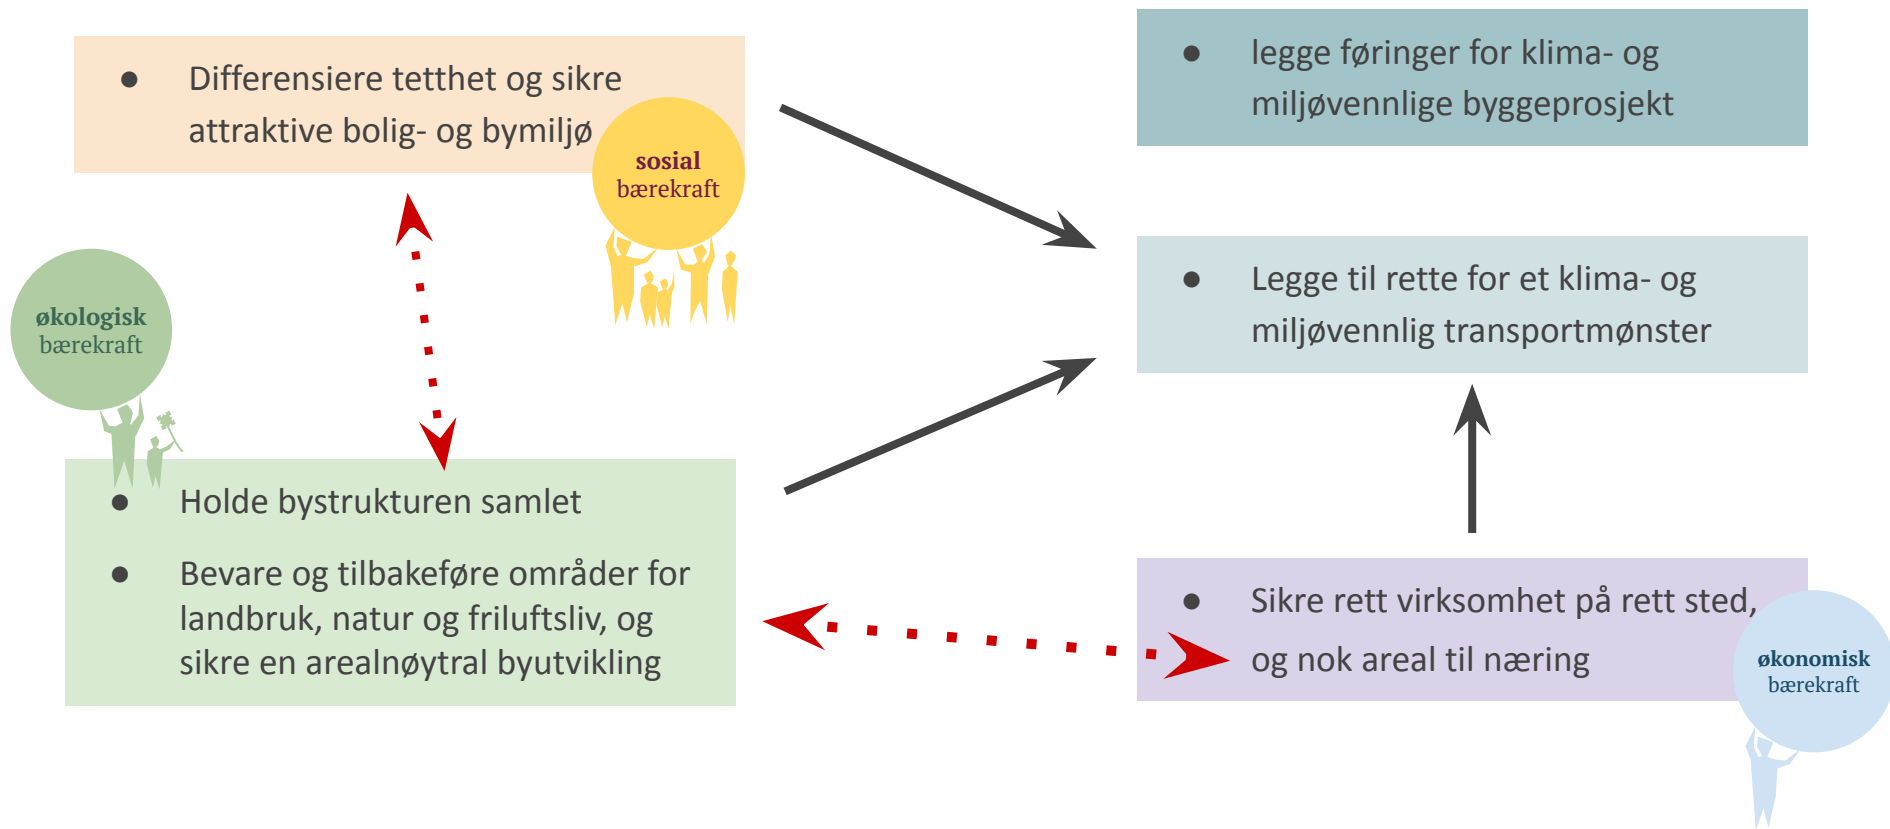 ● Differensiere tetthet og sikre
attraktive bolig- og bymiljø
sosial
bærekraft
økologisk
bærekraft
● Holde bystrukturen samlet
● Bevare og tilbakeføre områder for
landbruk, natur og friluftsliv, og
sikre en arealnøytral byutvikling
● legge føringer for klima- og
miljøvennlige byggeprosjekt
● Legge til rette for et klima- og
miljøvennlig transportmønster
● Sikre rett virksomhet på rett sted,
og nok areal til næring
økonomisk
bærekraft